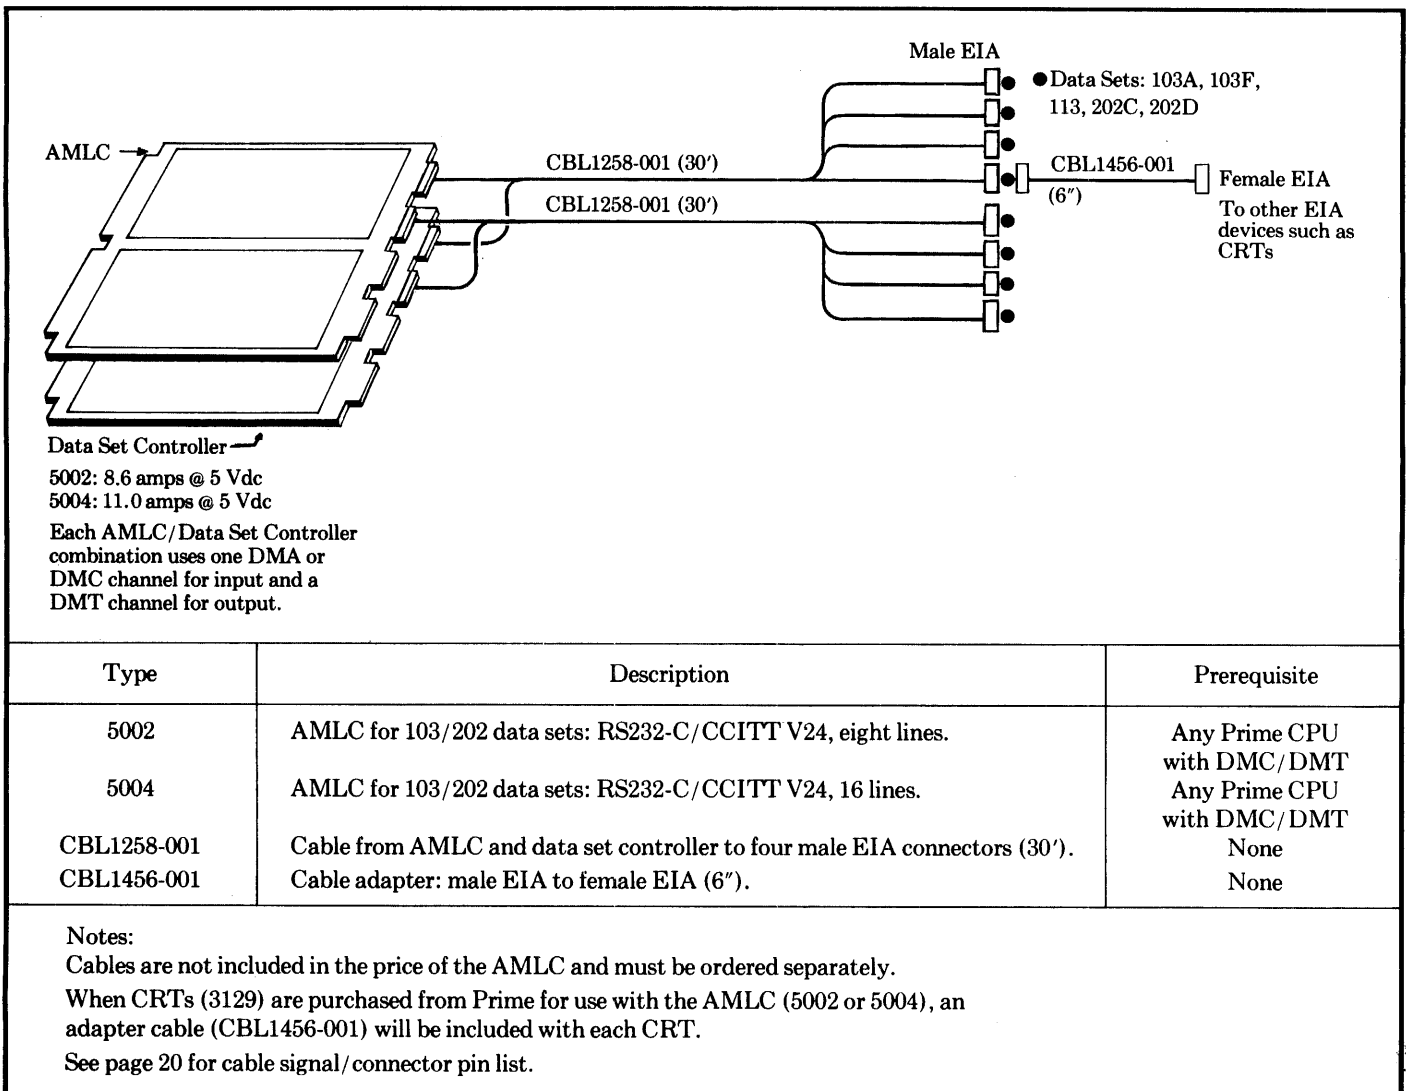 Male EIA
●Data Sets: 103A, 103F,
113, 202C, 202D
AMLC
CBL1258-001 (30′)
CBL1456-001
(6″)
Female EIA
To other EIA
devices such as
CRTs
CBL1258-001 (30′)
Data Set Controller
5002: 8.6 amps @ 5 Vdc
5004: 11.0 amps @ 5 Vdc
Each AMLC/Data Set Controller
combination uses one DMA or
DMC channel for input and a
DMT channel for output.
Type Description Prerequisite
5002 AMLC for 103/202 data sets: RS232-C/CCITT V24, eight lines. Any Prime CPU
with DMC/DMT
5004 AMLC for 103/202 data sets: RS232-C/CCITT V24, 16 lines. Any Prime CPU
with DMC/DMT
CBL1258-001 Cable from AMLC and data set controller to four male EIA connectors (30′). None
CBL1456-001 Cable adapter: male EIA to female EIA (6″). None
Notes:
Cables are not included in the price of the AMLC and must be ordered separately.
When CRTs (3129) are purchased from Prime for use with the AMLC (5002 or 5004), an
adapter cable (CBL1456-001) will be included with each CRT.
See page 20 for cable signal/connector pin list.